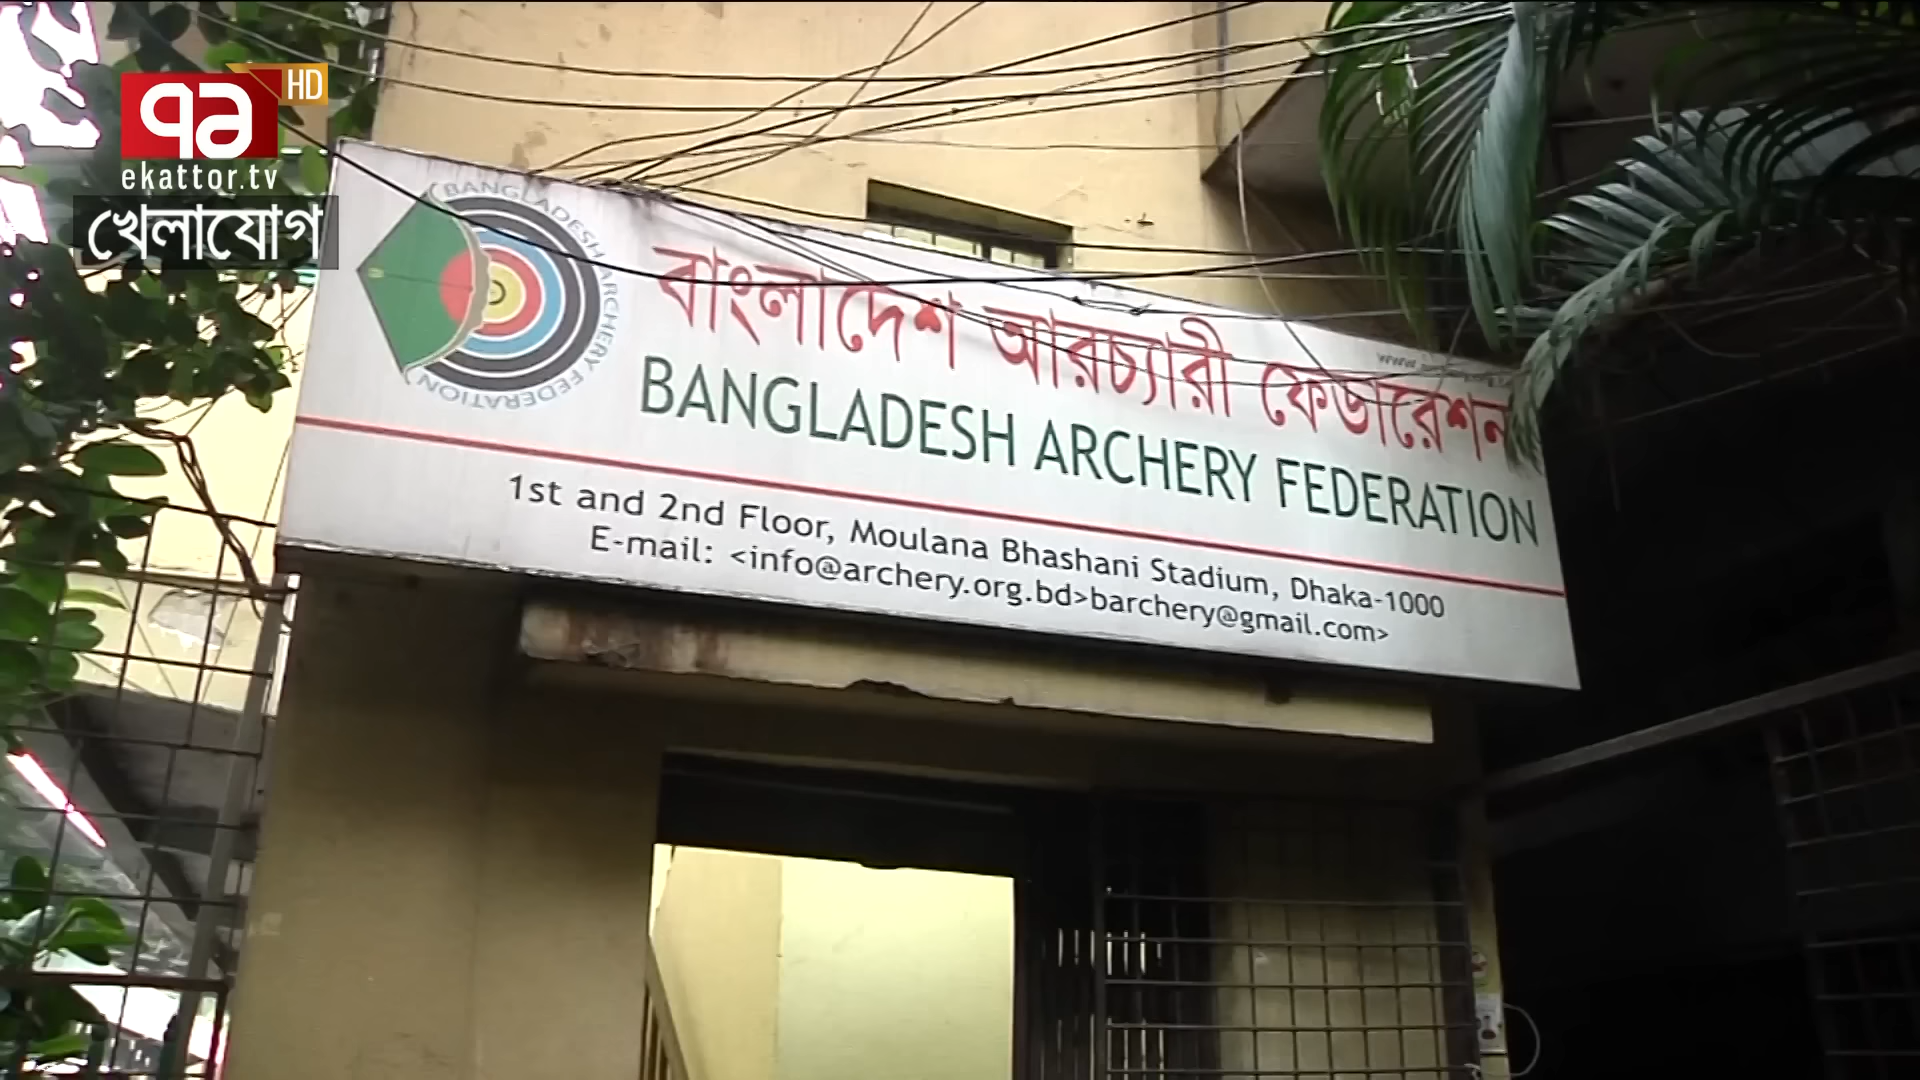 ৭১ HD
ekattor.tv
খেলাযোগ
BANGLADESH ARCHERY FEDERATION
বাংলাদেশ আরচ্যারী ফেডারেশন
BANGLADESH ARCHERY FEDERATION
1st and 2nd Floor, Moulana Bhashani Stadium, Dhaka-1000
E-mail: <info@archery.org.bd>barchery@gmail.com>